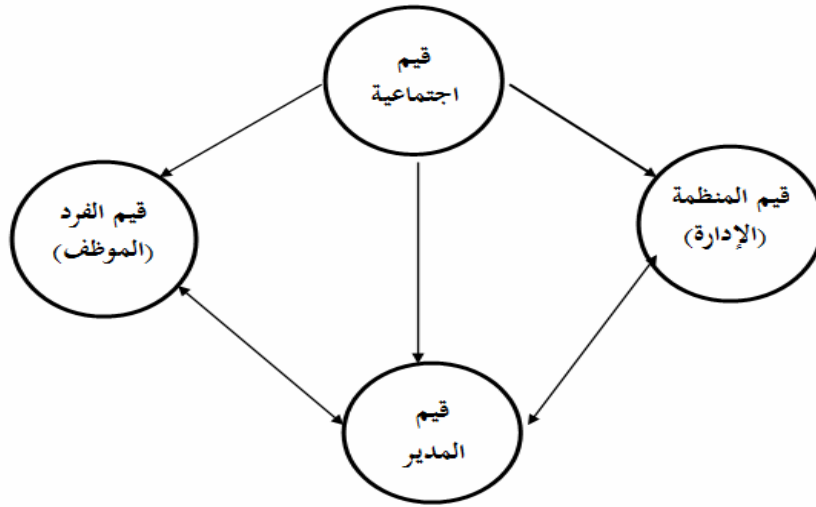 قيم
اجتماعية
قيم المنظمة
(الإدارة)
قيم الفرد
(الموظف)
قيم
المدير